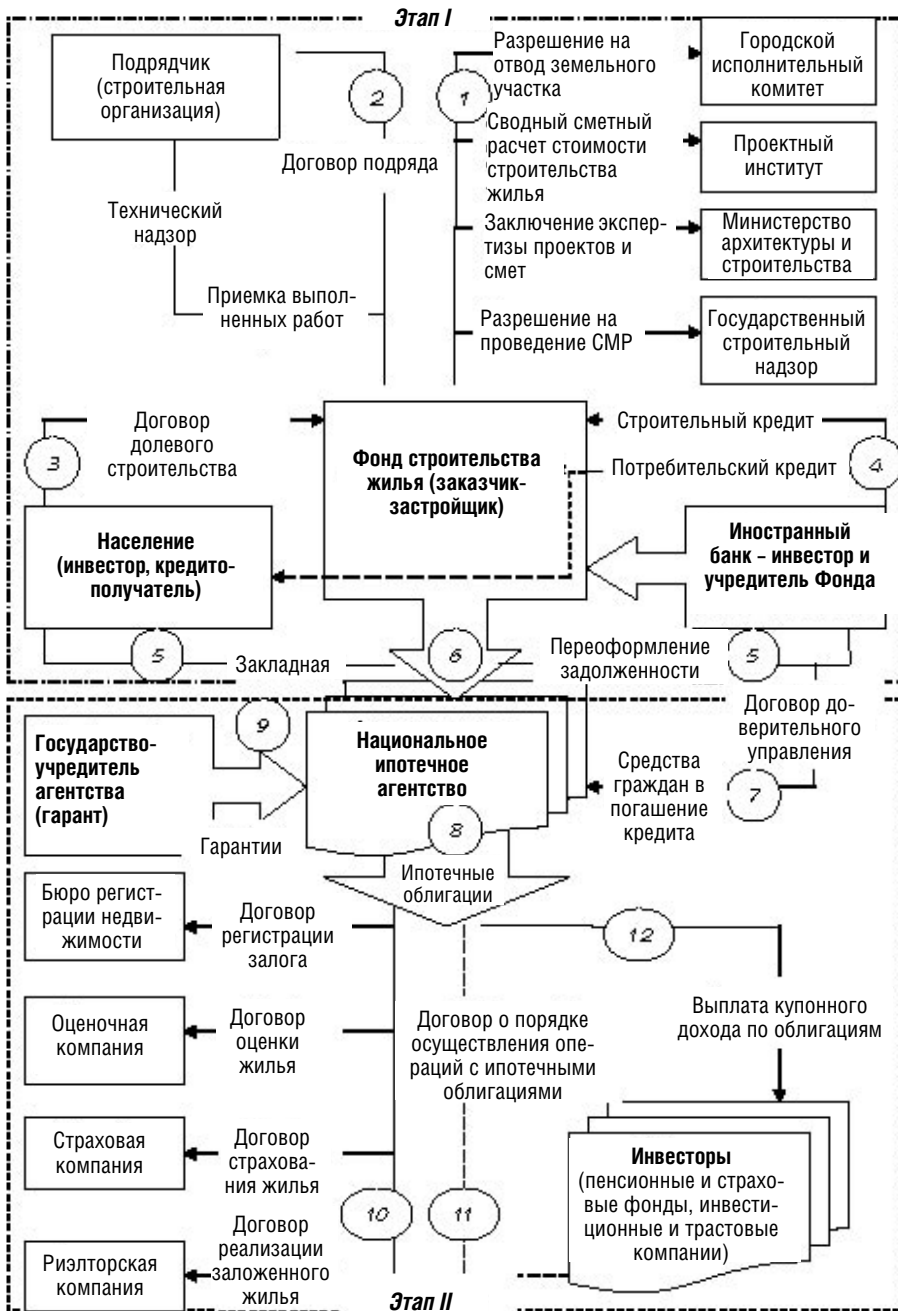 Этап I
Подрядчик
(строительная
организация)
2
1
Разрешение на
отвод земельного
участка
Городской
исполнительный
комитет
Договор подряда
Сводный сметный
расчет стоимости
строительства
жилья
Проектный
институт
Технический
надзор
Заключение экспер-
тизы проектов и
смет
Министерство
архитектуры и
строительства
Приемка выпол-
ненных работ
Разрешение на
проведение СМР
Государственный
строительный
надзор
3
Договор
долевого
строительства
Фонд строительства
жилья (заказчик-
застройщик)
Строительный кредит
Потребительский кредит
4
Население
(инвестор, кредито-
получатель)
Иностранный
банк – инвестор и
учредитель Фонда
5
Закладная
6
Переоформление
задолженности
5
9
Государство-
учредитель
агентства
(гарант)
Гарантии
Национальное
ипотечное
агентство
8
Средства
граждан в
погашение
кредита
7
Договор до-
верительного
управления
Ипотечные
облигации
Бюро регист-
рации недви-
жимости
Договор
регистрации
залога
12
Оценочная
компания
Договор
оценки
жилья
Договор о порядке
осуществления опе-
раций с ипотечными
облигациями
Выплата купонного
дохода по облигациям
Страховая
компания
Договор
страхова-
ния жилья
10
11
Инвесторы
(пенсионные и страхо-
вые фонды, инвести-
ционные и трастовые
компании)
Риэлторская
компания
Договор
реализации
заложенного
жилья
Этап II